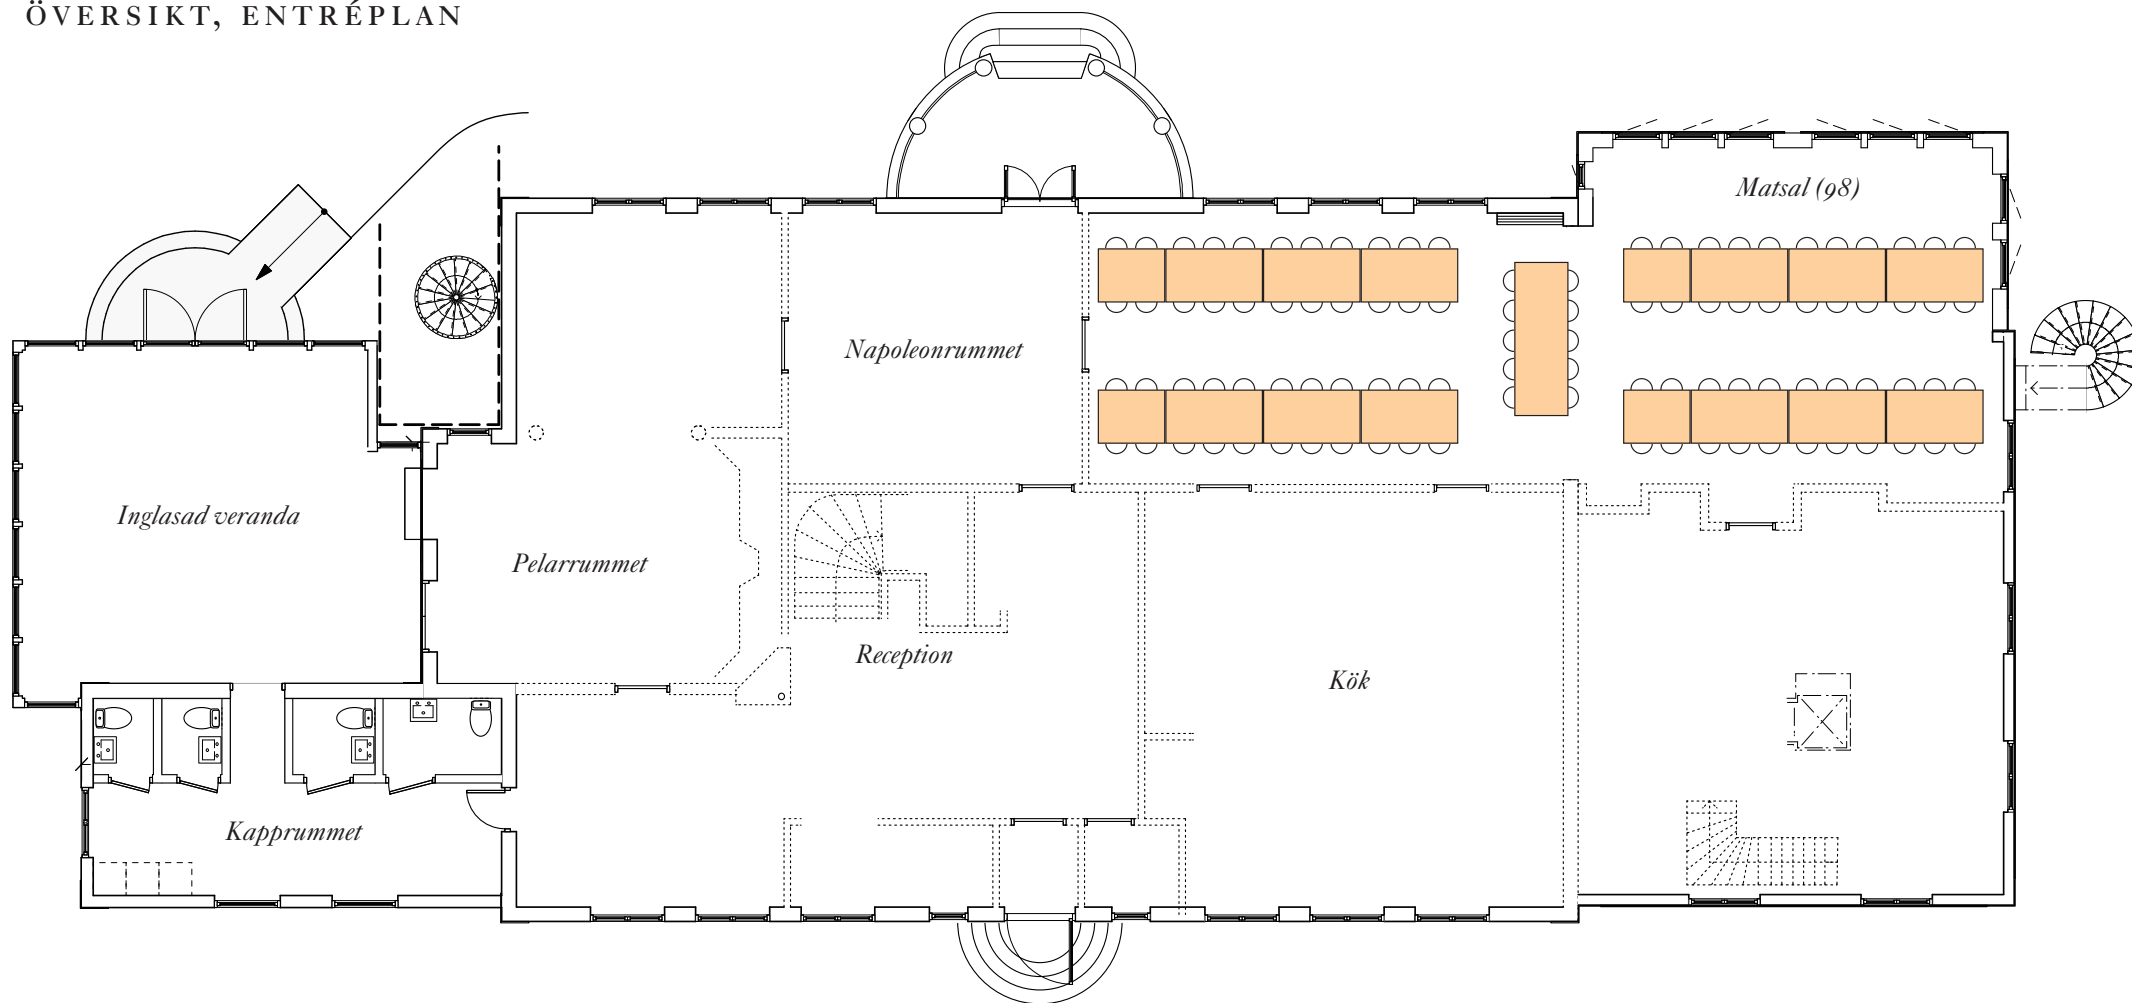 ÖVERSIKT, ENTRÉPLAN
Matsal (98)
Napoleonrummet
Inglasad veranda
Pelarrummet
Reception
Kök
Kapprummet